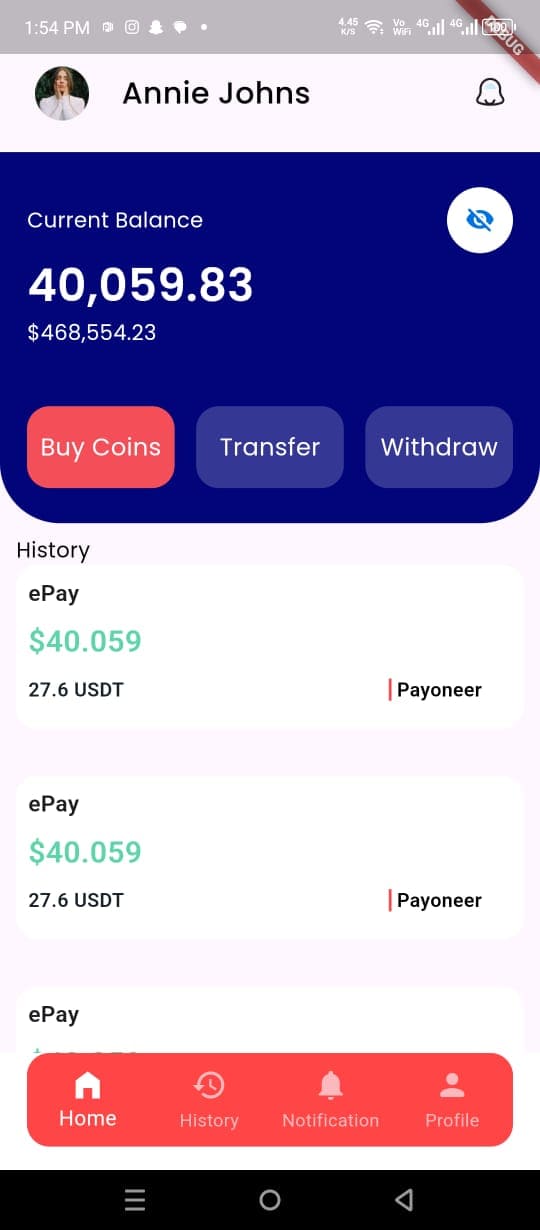 1:54 PM
4.45 K/S
Vo WiFi
4G
4G
100
DEBUG
Annie Johns
Current Balance
40,059.83
$468,554.23
Buy Coins Transfer Withdraw
History
ePay
$40.059
27.6 USDT Payoneer
ePay
$40.059
27.6 USDT Payoneer
ePay
Home History Notification Profile